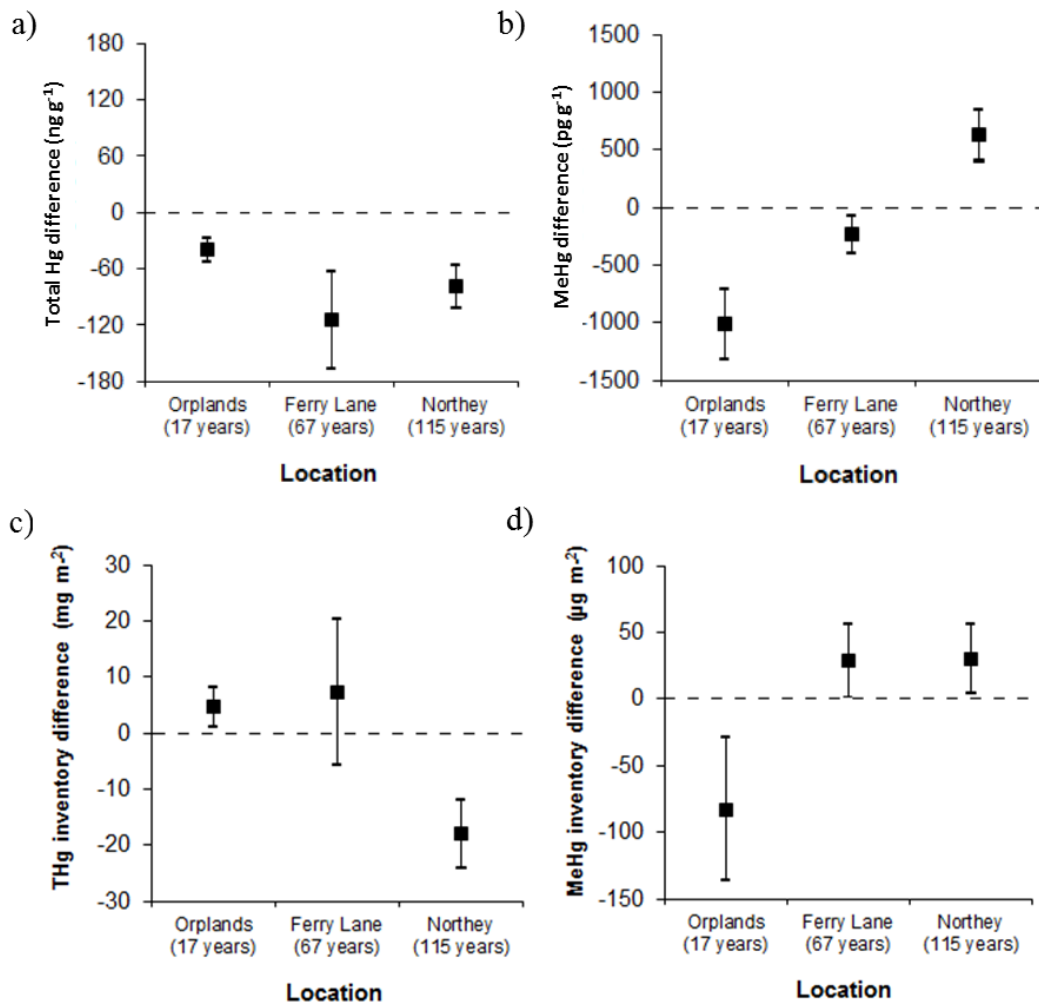 a)
Total Hg difference (ng g⁻¹)
180
120
60
0
-60
-120
-180
Orplands
(17 years)
Ferry Lane
(67 years)
Northey
(115 years)
Location
b)
MeHg difference (pg g⁻¹)
1500
1000
500
0
-500
-1000
-1500
Orplands
(17 years)
Ferry Lane
(67 years)
Northey
(115 years)
Location
c)
THg inventory difference (mg m⁻²)
30
20
10
0
-10
-20
-30
Orplands
(17 years)
Ferry Lane
(67 years)
Northey
(115 years)
Location
d)
MeHg inventory difference (µg m⁻²)
100
50
0
-50
-100
-150
Orplands
(17 years)
Ferry Lane
(67 years)
Northey
(115 years)
Location